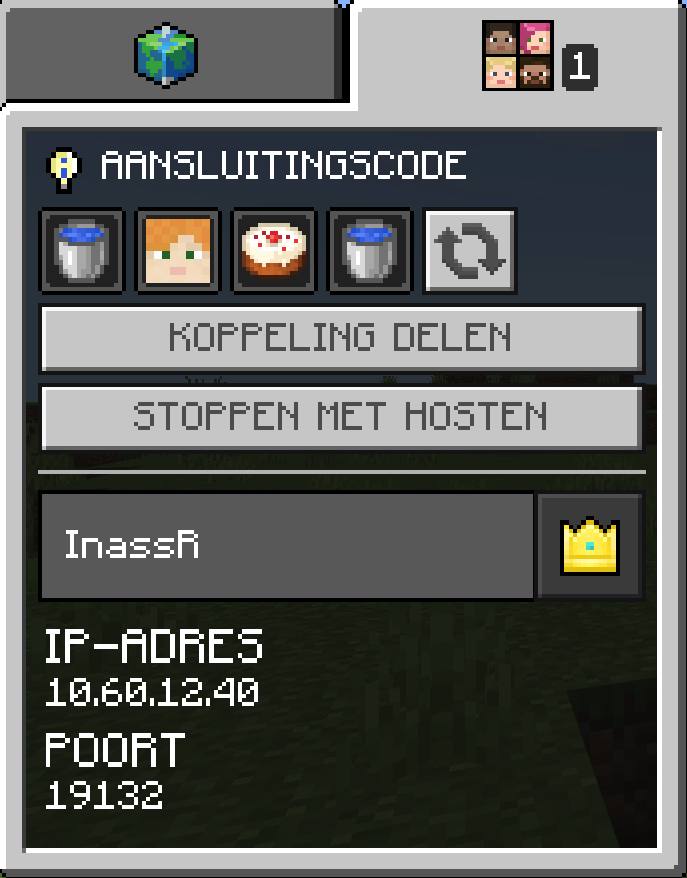 1
AANSLUITINGSCODE
KOPPELING DELEN
STOPPEN MET HOSTEN
InassR
IP-ADRES
10.60.12.40
POORT
19132